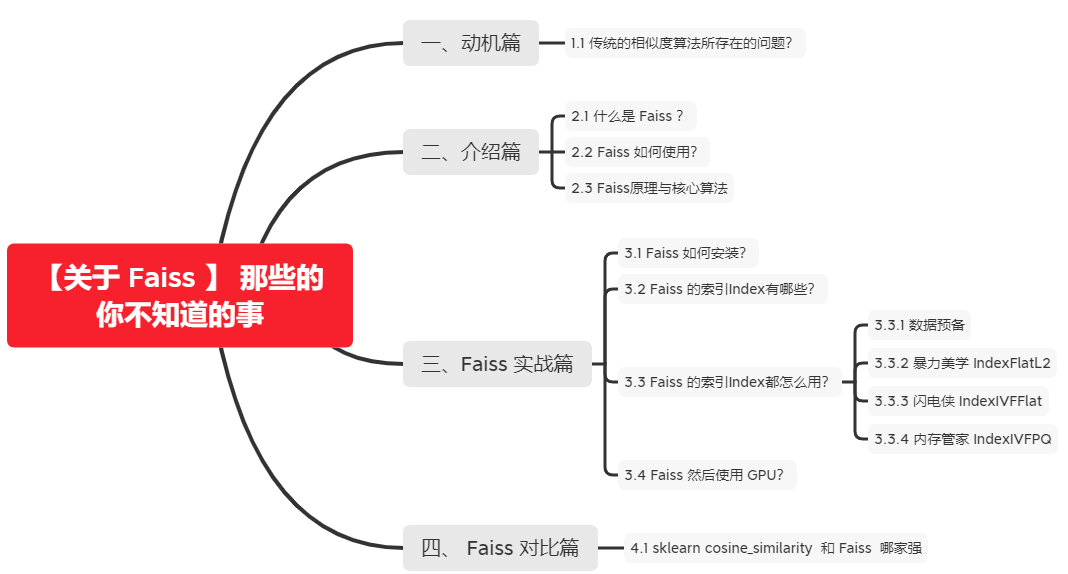 【关于 Faiss 】 那些的
你不知道的事
一、动机篇
1.1 传统的相似度算法所存在的问题？
二、介绍篇
2.1 什么是 Faiss ？
2.2 Faiss 如何使用？
2.3 Faiss原理与核心算法
三、Faiss 实战篇
3.1 Faiss 如何安装？
3.2 Faiss 的索引Index有哪些？
3.3 Faiss 的索引Index都怎么用？
3.3.1 数据预备
3.3.2 暴力美学 IndexFlatL2
3.3.3 闪电侠 IndexIVFFlat
3.3.4 内存管家 IndexIVFPQ
3.4 Faiss 然后使用 GPU？
四、 Faiss 对比篇
4.1 sklearn cosine_similarity 和 Faiss 哪家强